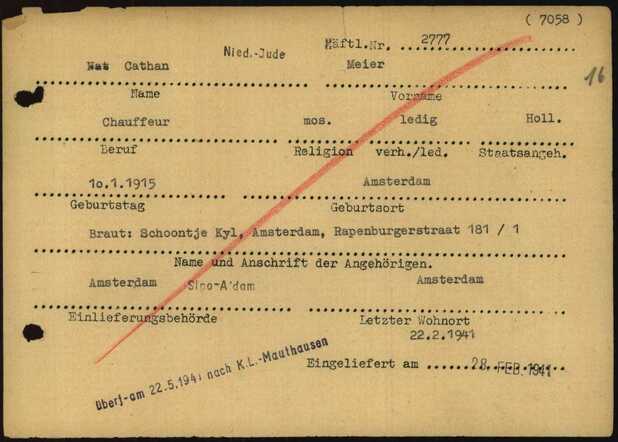 ( 7058 )
Nied.-Jude Häftl.Nr. 2777
16
Nat Cathan Meier
Name Vorname
Chauffeur mos. ledig Holl.
Beruf Religion verh./led. Staatsangeh.
10.1.1915 Amsterdam
Geburtstag Geburtsort
Braut: Schoontje Kyl, Amsterdam, Rapenburgerstraat 181 / 1
Name und Anschrift der Angehörigen.
Amsterdam Sipo-A'dam Amsterdam
Einlieferungsbehörde Letzter Wohnort
22.2.1941
Eingeliefert am 28. FEB. 1941
Überf. am 22.5.1941 nach K.L.-Mauthausen